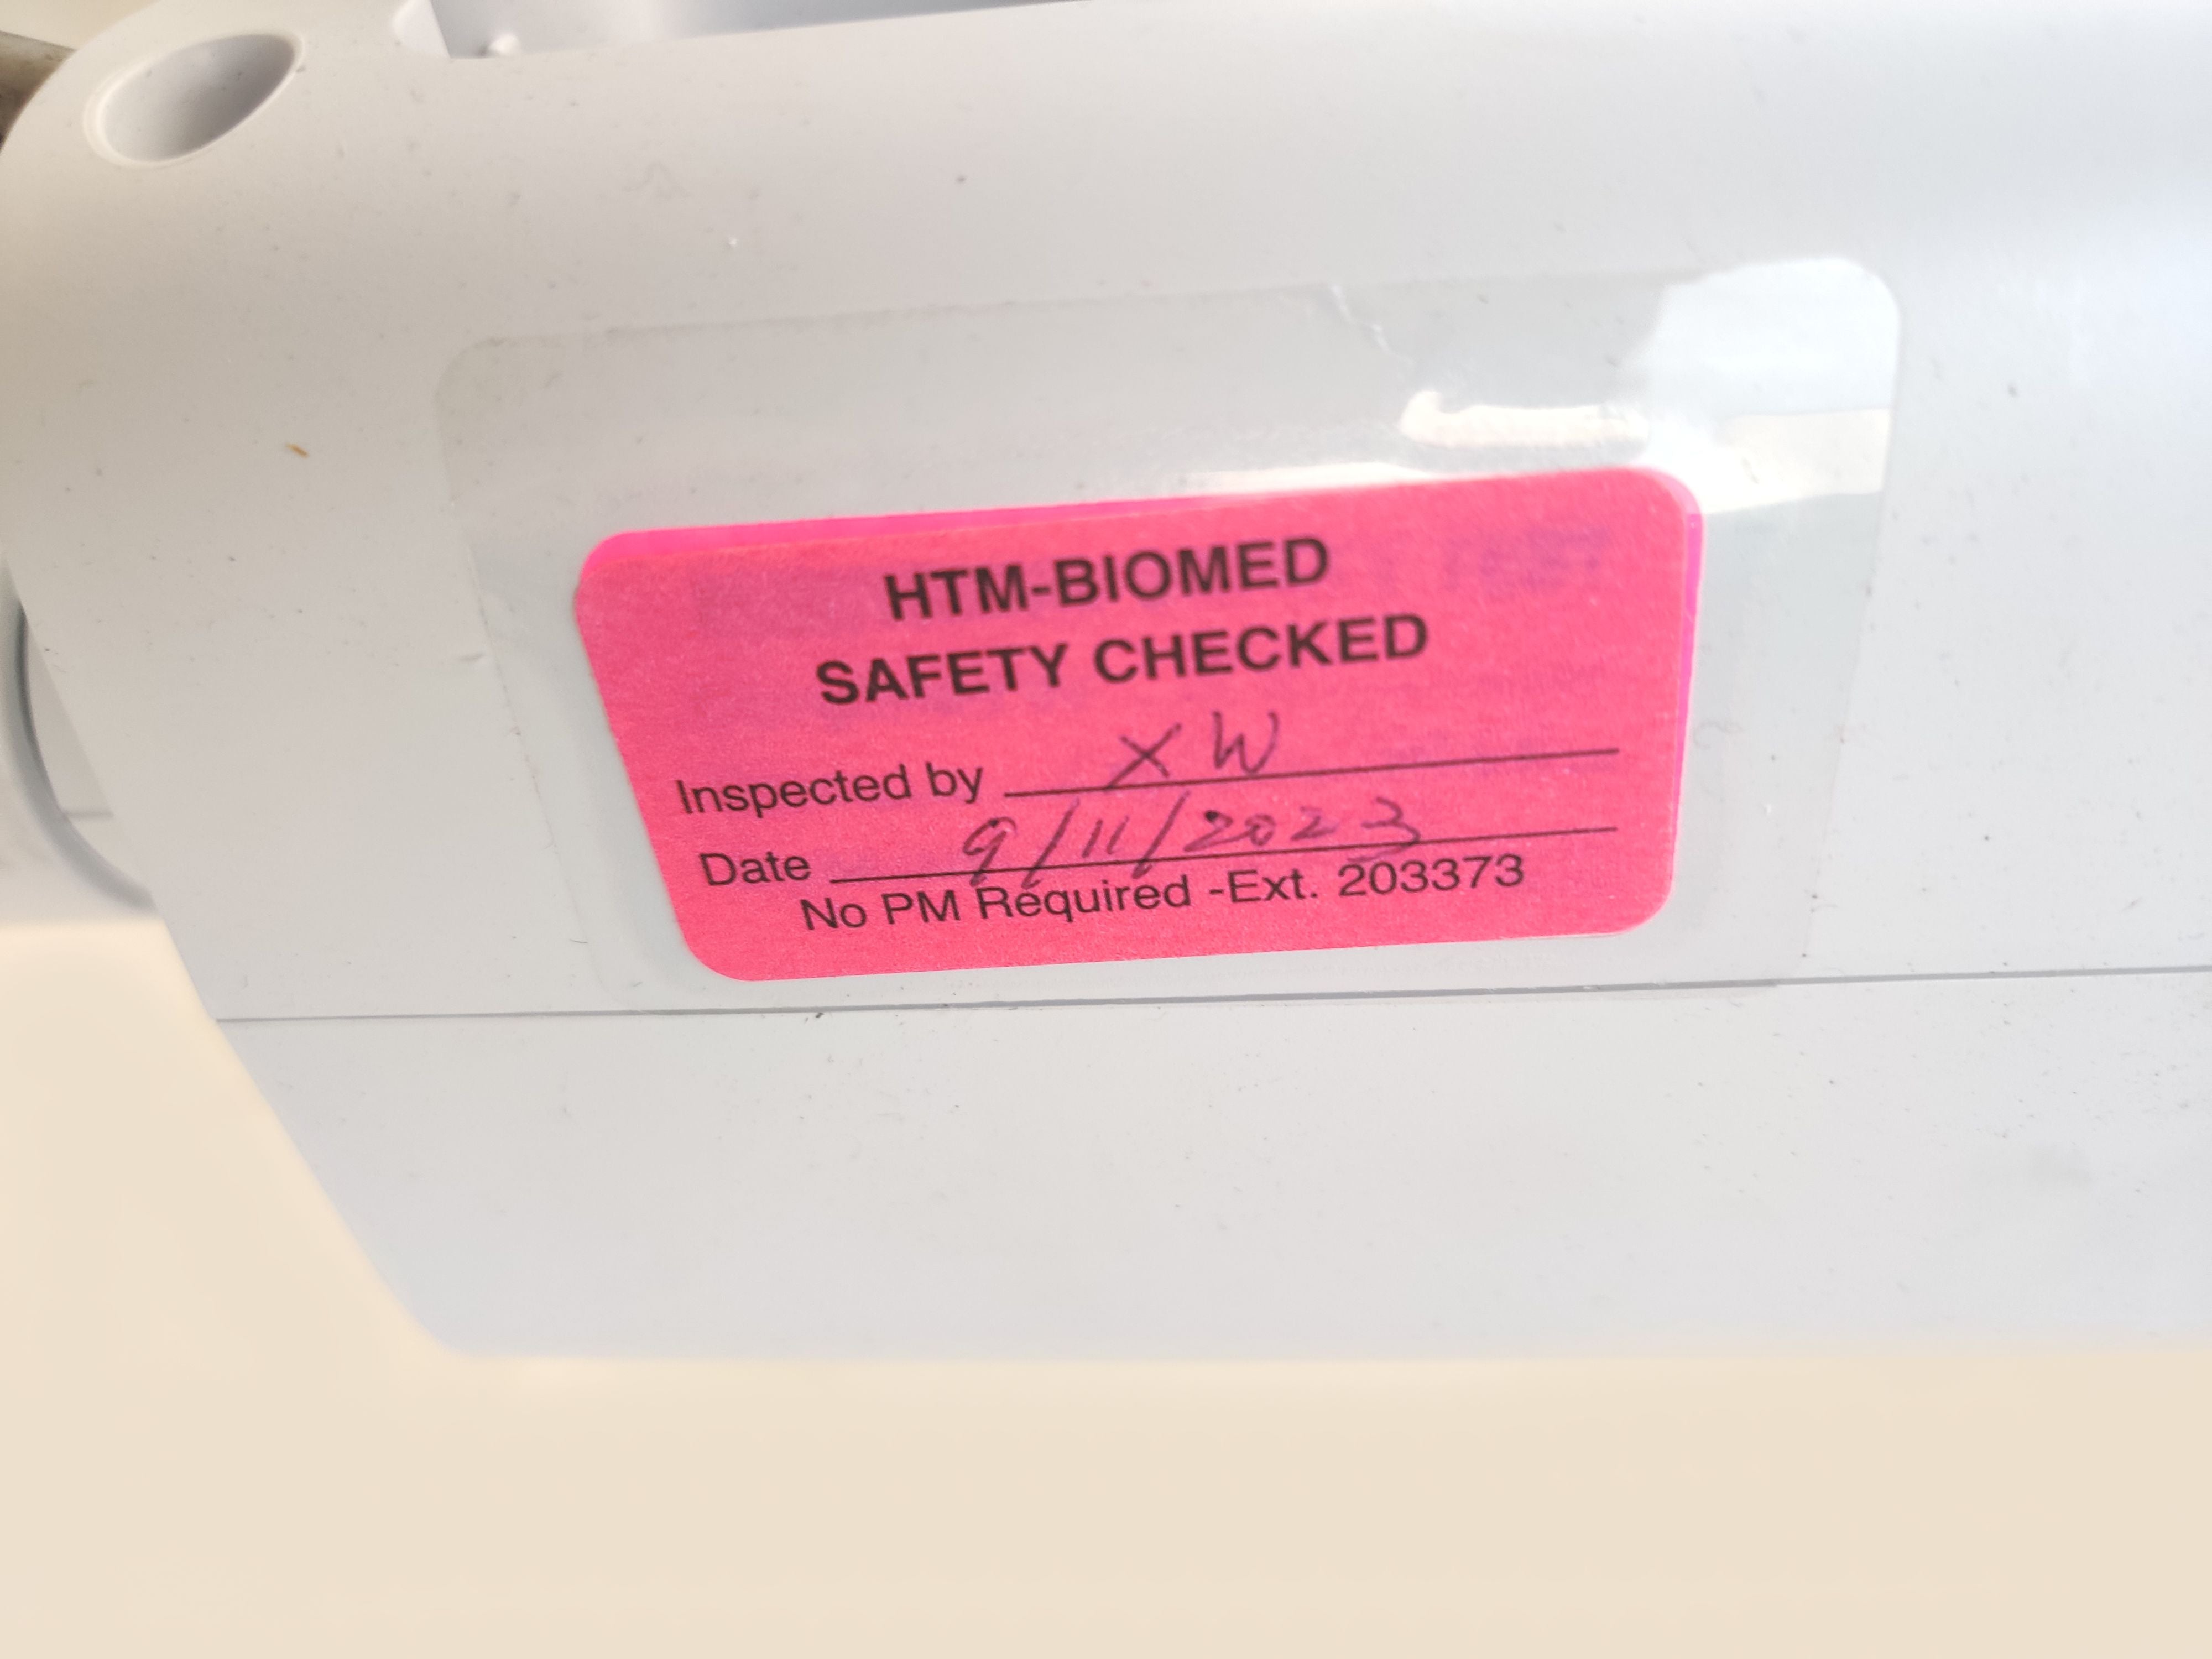 HTM-BIOMED
SAFETY CHECKED
Inspected by XW
Date 9/11/2023
No PM Required -Ext. 203373